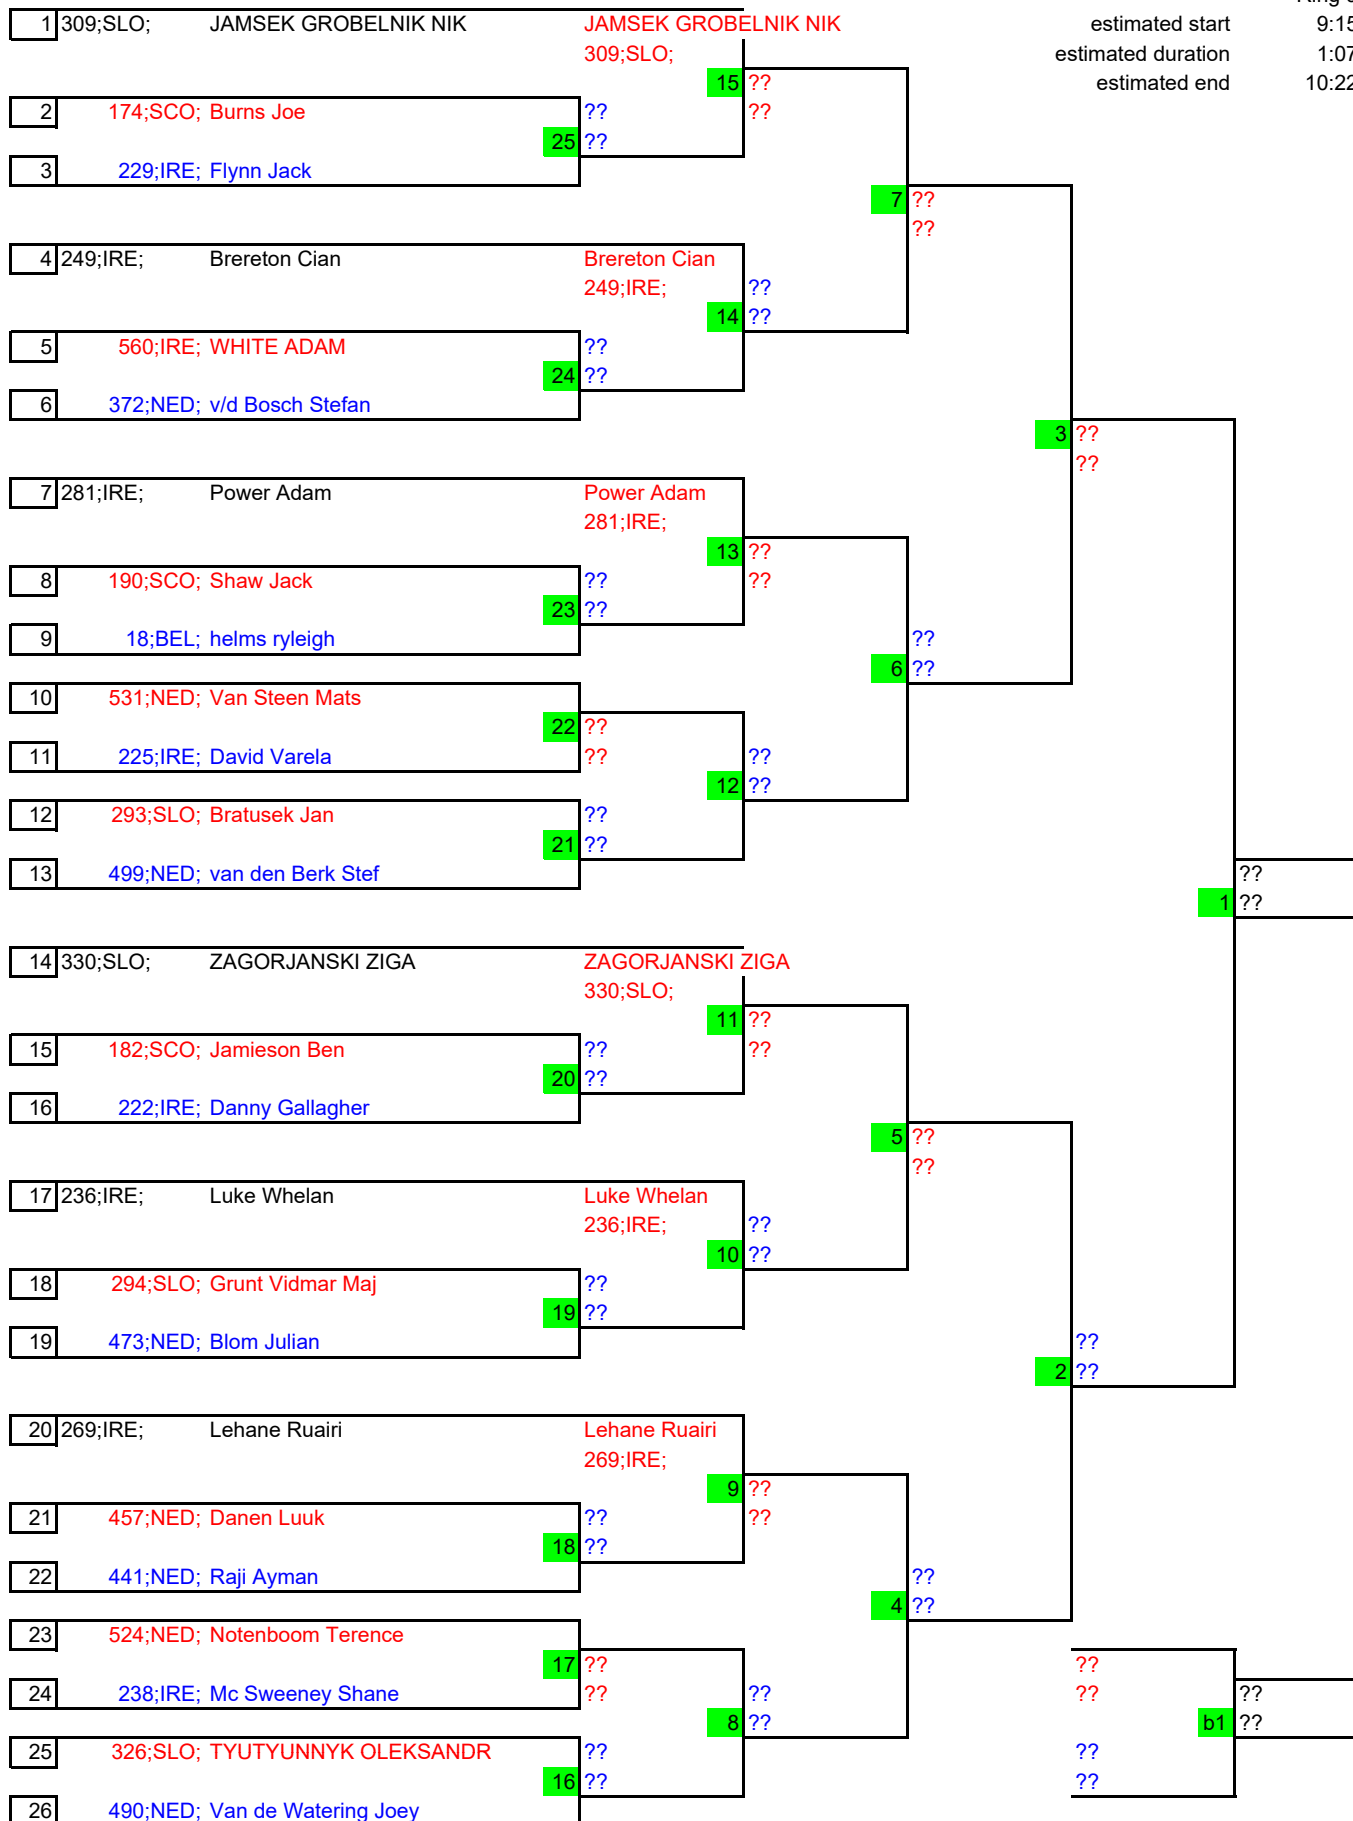 1 309;SLO; JAMSEK GROBELNIK NIK JAMSEK GROBELNIK NIK estimated start 9:15
309;SLO; estimated duration 1:07
15 ?? estimated end 10:22
2 174;SCO; Burns Joe ?? ??
25 ??
3 229;IRE; Flynn Jack
7 ??
??
4 249;IRE; Brereton Cian Brereton Cian
249;IRE; ??
14 ??
5 560;IRE; WHITE ADAM ??
24 ??
6 372;NED; v/d Bosch Stefan
3 ??
??
7 281;IRE; Power Adam Power Adam
281;IRE;
13 ??
8 190;SCO; Shaw Jack ?? ??
23 ??
9 18;BEL; helms ryleigh ??
6 ??
10 531;NED; Van Steen Mats
22 ??
11 225;IRE; David Varela ?? ??
12 ??
12 293;SLO; Bratusek Jan ??
21 ??
13 499;NED; van den Berk Stef ??
1 ??
14 330;SLO; ZAGORJANSKI ZIGA ZAGORJANSKI ZIGA
330;SLO;
11 ??
15 182;SCO; Jamieson Ben ?? ??
20 ??
16 222;IRE; Danny Gallagher
5 ??
??
17 236;IRE; Luke Whelan Luke Whelan
236;IRE; ??
10 ??
18 294;SLO; Grunt Vidmar Maj ??
19 ??
19 473;NED; Blom Julian ??
2 ??
20 269;IRE; Lehane Ruairi Lehane Ruairi
269;IRE;
9 ??
21 457;NED; Danen Luuk ?? ??
18 ??
22 441;NED; Raji Ayman ??
4 ??
23 524;NED; Notenboom Terence
17 ?? ??
24 238;IRE; Mc Sweeney Shane ?? ?? ?? ??
8 ?? b1 ??
25 326;SLO; TYUTYUNNYK OLEKSANDR ?? ??
16 ?? ??
26 490;NED; Van de Watering Joey